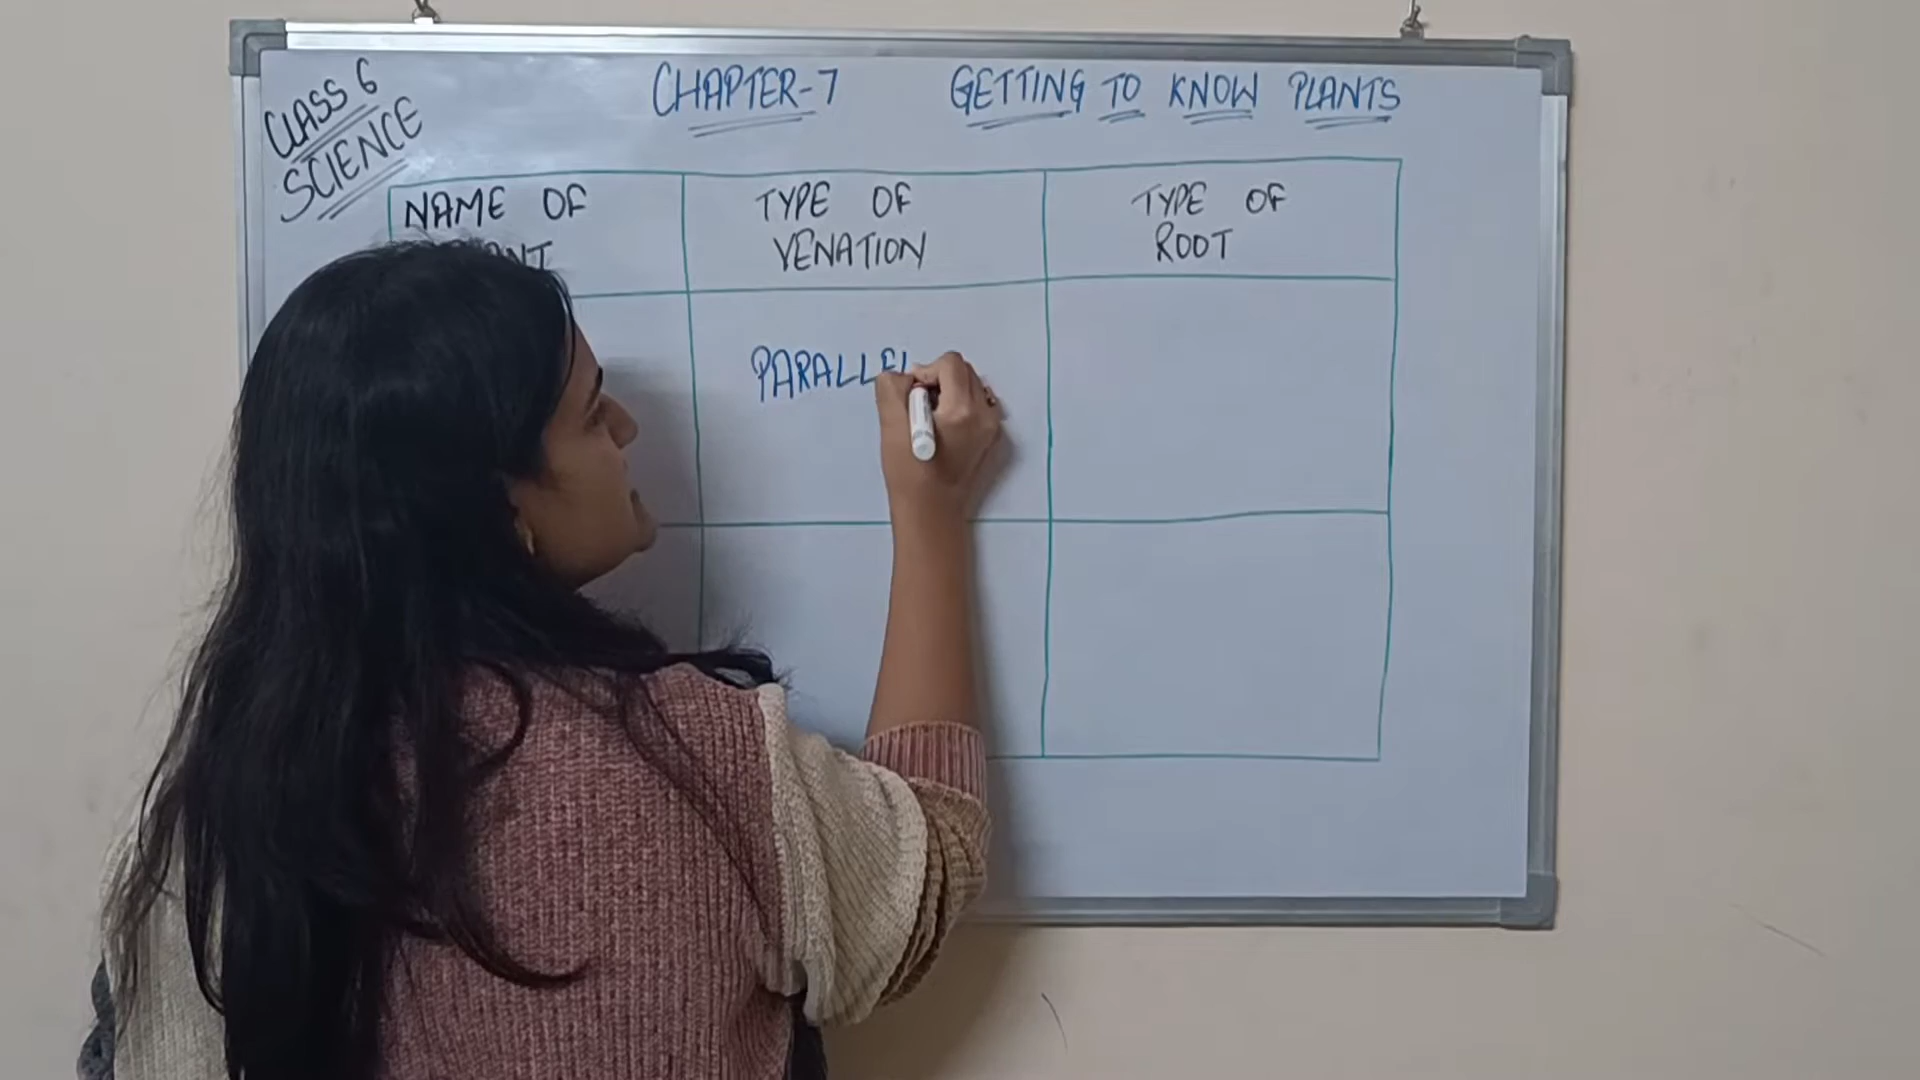 CLASS 6
SCIENCE
CHAPTER-7 GETTING TO KNOW PLANTS
NAME OF
TYPE OF
VENATION
TYPE OF
ROOT
PARALLEL